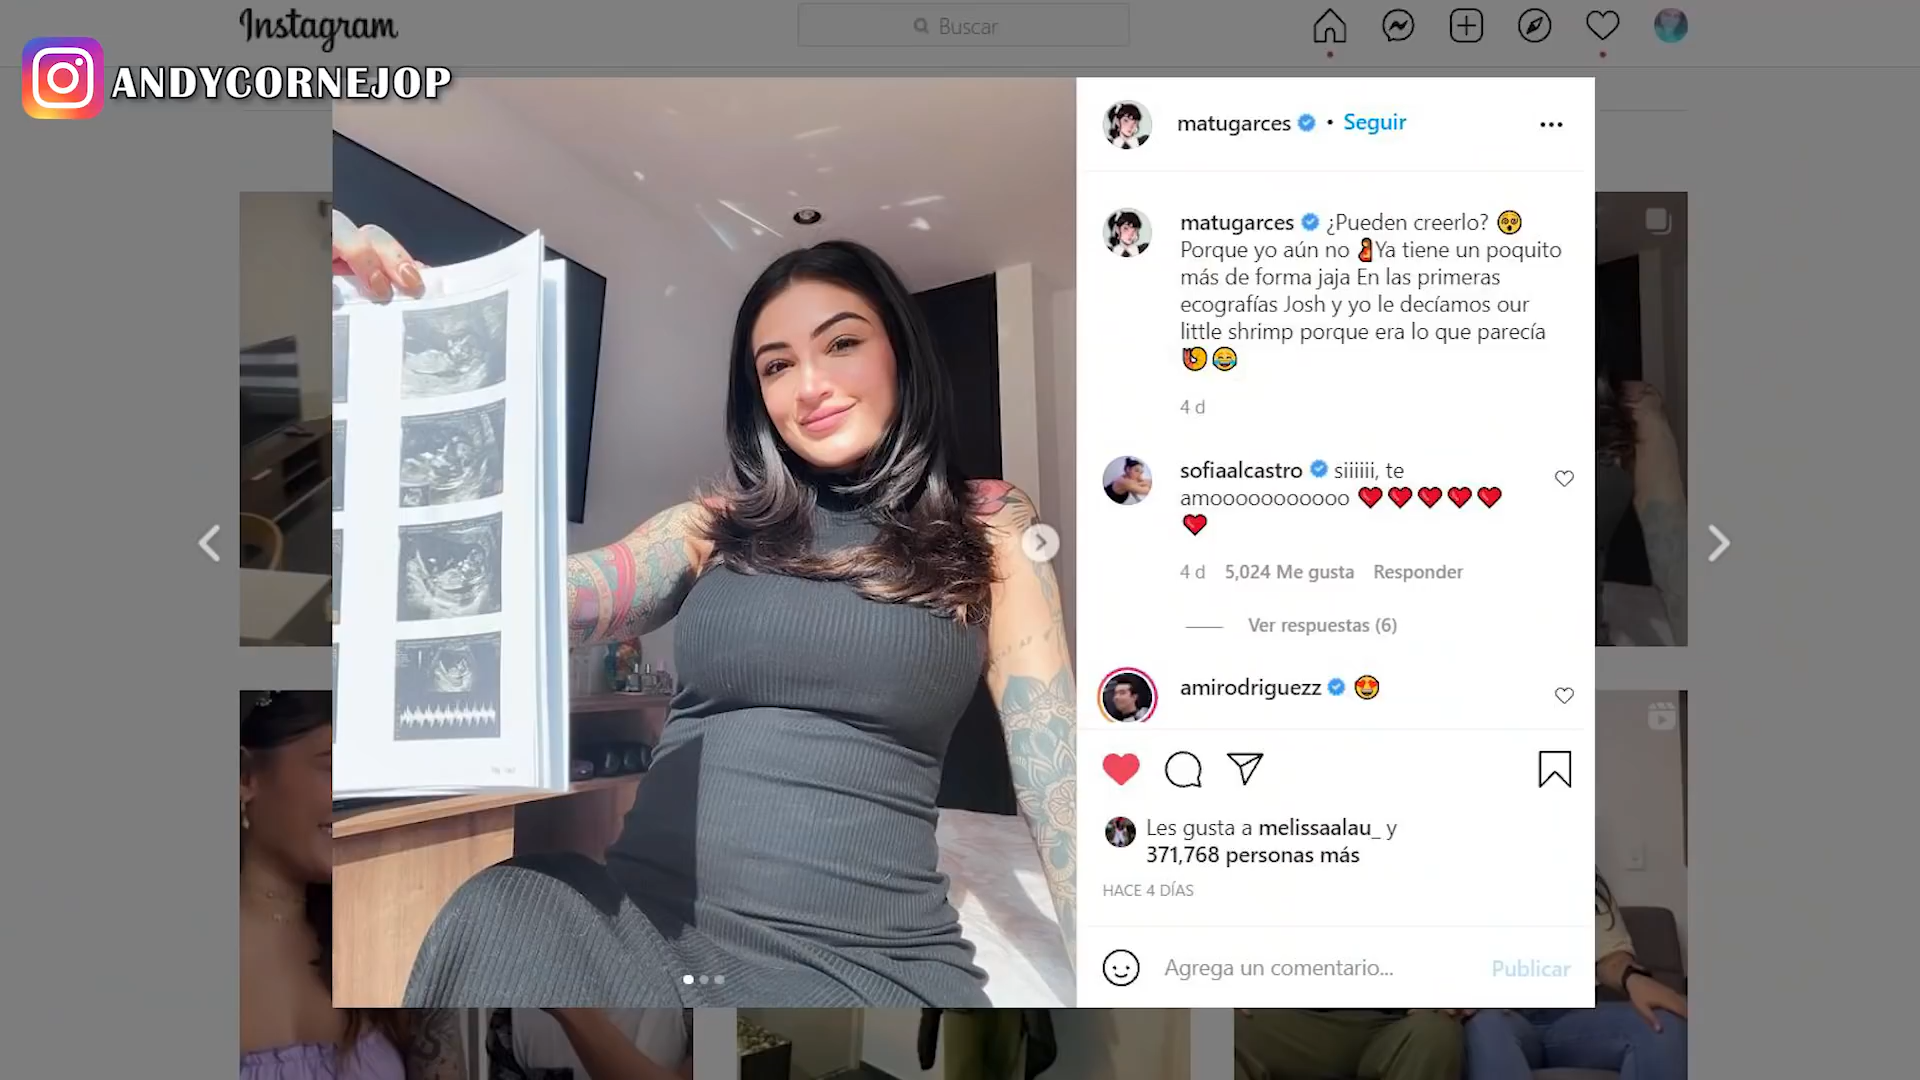 Instagram
Buscar
ANDYCORNEJOP
matugarces • Seguir
matugarces ¿Pueden creerlo? 😵
Porque yo aún no 🤰Ya tiene un poquito
más de forma jaja En las primeras
ecografías Josh y yo le decíamos our
little shrimp porque era lo que parecía
🍤😂
4 d
sofiaalcastro siiiiii, te
amooooooooooo ❤️❤️❤️❤️❤️
❤️
4 d 5,024 Me gusta Responder
Ver respuestas (6)
amirodriguezz 😍
Les gusta a melissaalau_ y
371,768 personas más
HACE 4 DÍAS
Agrega un comentario... Publicar